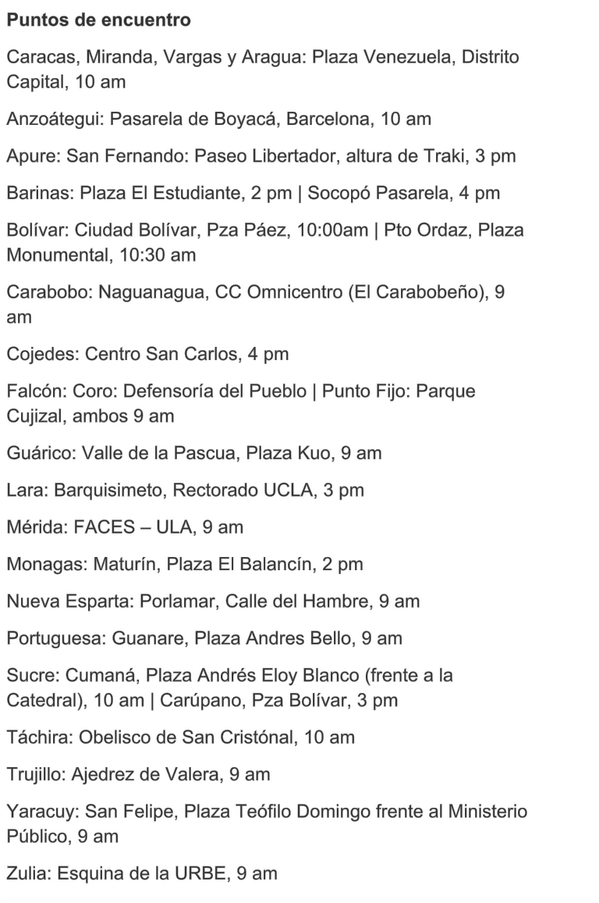 Puntos de encuentro
Caracas, Miranda, Vargas y Aragua: Plaza Venezuela, Distrito
Capital, 10 am
Anzoátegui: Pasarela de Boyacá, Barcelona, 10 am
Apure: San Fernando: Paseo Libertador, altura de Traki, 3 pm
Barinas: Plaza El Estudiante, 2 pm | Socopó Pasarela, 4 pm
Bolívar: Ciudad Bolívar, Pza Páez, 10:00am | Pto Ordaz, Plaza
Monumental, 10:30 am
Carabobo: Naguanagua, CC Omnicentro (El Carabobeño), 9
am
Cojedes: Centro San Carlos, 4 pm
Falcón: Coro: Defensoría del Pueblo | Punto Fijo: Parque
Cujizal, ambos 9 am
Guárico: Valle de la Pascua, Plaza Kuo, 9 am
Lara: Barquisimeto, Rectorado UCLA, 3 pm
Mérida: FACES – ULA, 9 am
Monagas: Maturín, Plaza El Balancín, 2 pm
Nueva Esparta: Porlamar, Calle del Hambre, 9 am
Portuguesa: Guanare, Plaza Andres Bello, 9 am
Sucre: Cumaná, Plaza Andrés Eloy Blanco (frente a la
Catedral), 10 am | Carúpano, Pza Bolívar, 3 pm
Táchira: Obelisco de San Cristónal, 10 am
Trujillo: Ajedrez de Valera, 9 am
Yaracuy: San Felipe, Plaza Teófilo Domingo frente al Ministerio
Público, 9 am
Zulia: Esquina de la URBE, 9 am